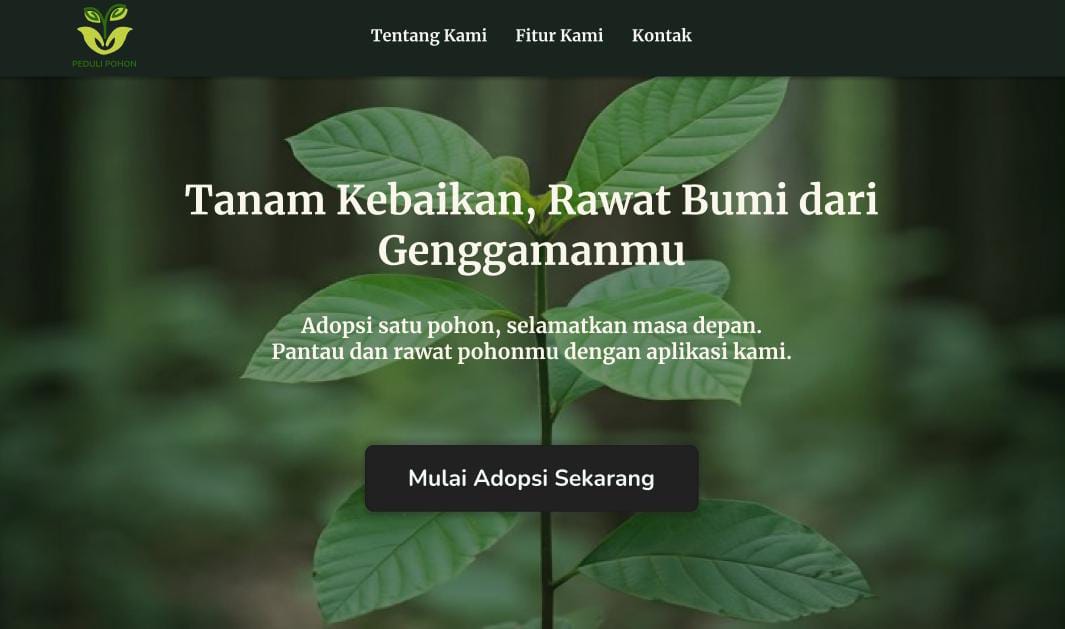 PEDULI POHON
Tentang Kami Fitur Kami Kontak
Tanam Kebaikan, Rawat Bumi dari
Genggamanmu
Adopsi satu pohon, selamatkan masa depan.
Pantau dan rawat pohonmu dengan aplikasi kami.
Mulai Adopsi Sekarang